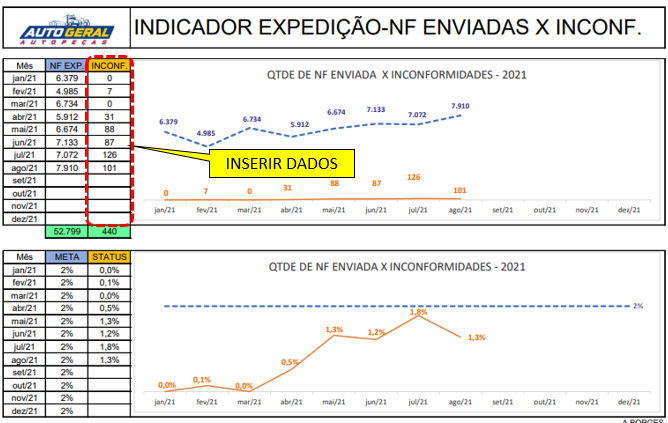 AUTOGERAL
AUTOPEÇAS
INDICADOR EXPEDIÇÃO-NF ENVIADAS X INCONF.
Mês NF EXP. INCONF.
jan/21 6.379 0
fev/21 4.985 7
mar/21 6.734 0
abr/21 5.912 31
mai/21 6.674 88
jun/21 7.133 87
jul/21 7.072 126
ago/21 7.910 101
set/21
out/21
nov/21
dez/21
52.799 440
QTDE DE NF ENVIADA X INCONFORMIDADES - 2021
6.379 4.985 6.734 5.912 6.674 7.133 7.072 7.910
INSERIR DADOS
0 7 0 31 88 87 126 101
jan/21 fev/21 mar/21 abr/21 mai/21 jun/21 jul/21 ago/21 set/21 out/21 nov/21 dez/21
Mês META STATUS
jan/21 2% 0,0%
fev/21 2% 0,1%
mar/21 2% 0,0%
abr/21 2% 0,5%
mai/21 2% 1,3%
jun/21 2% 1,2%
jul/21 2% 1,8%
ago/21 2% 1,3%
set/21 2%
out/21 2%
nov/21 2%
dez/21 2%
QTDE DE NF ENVIADA X INCONFORMIDADES - 2021
2%
0,0% 0,1% 0,0% 0,5% 1,3% 1,2% 1,8% 1,3%
jan/21 fev/21 mar/21 abr/21 mai/21 jun/21 jul/21 ago/21 set/21 out/21 nov/21 dez/21
A.BORGES